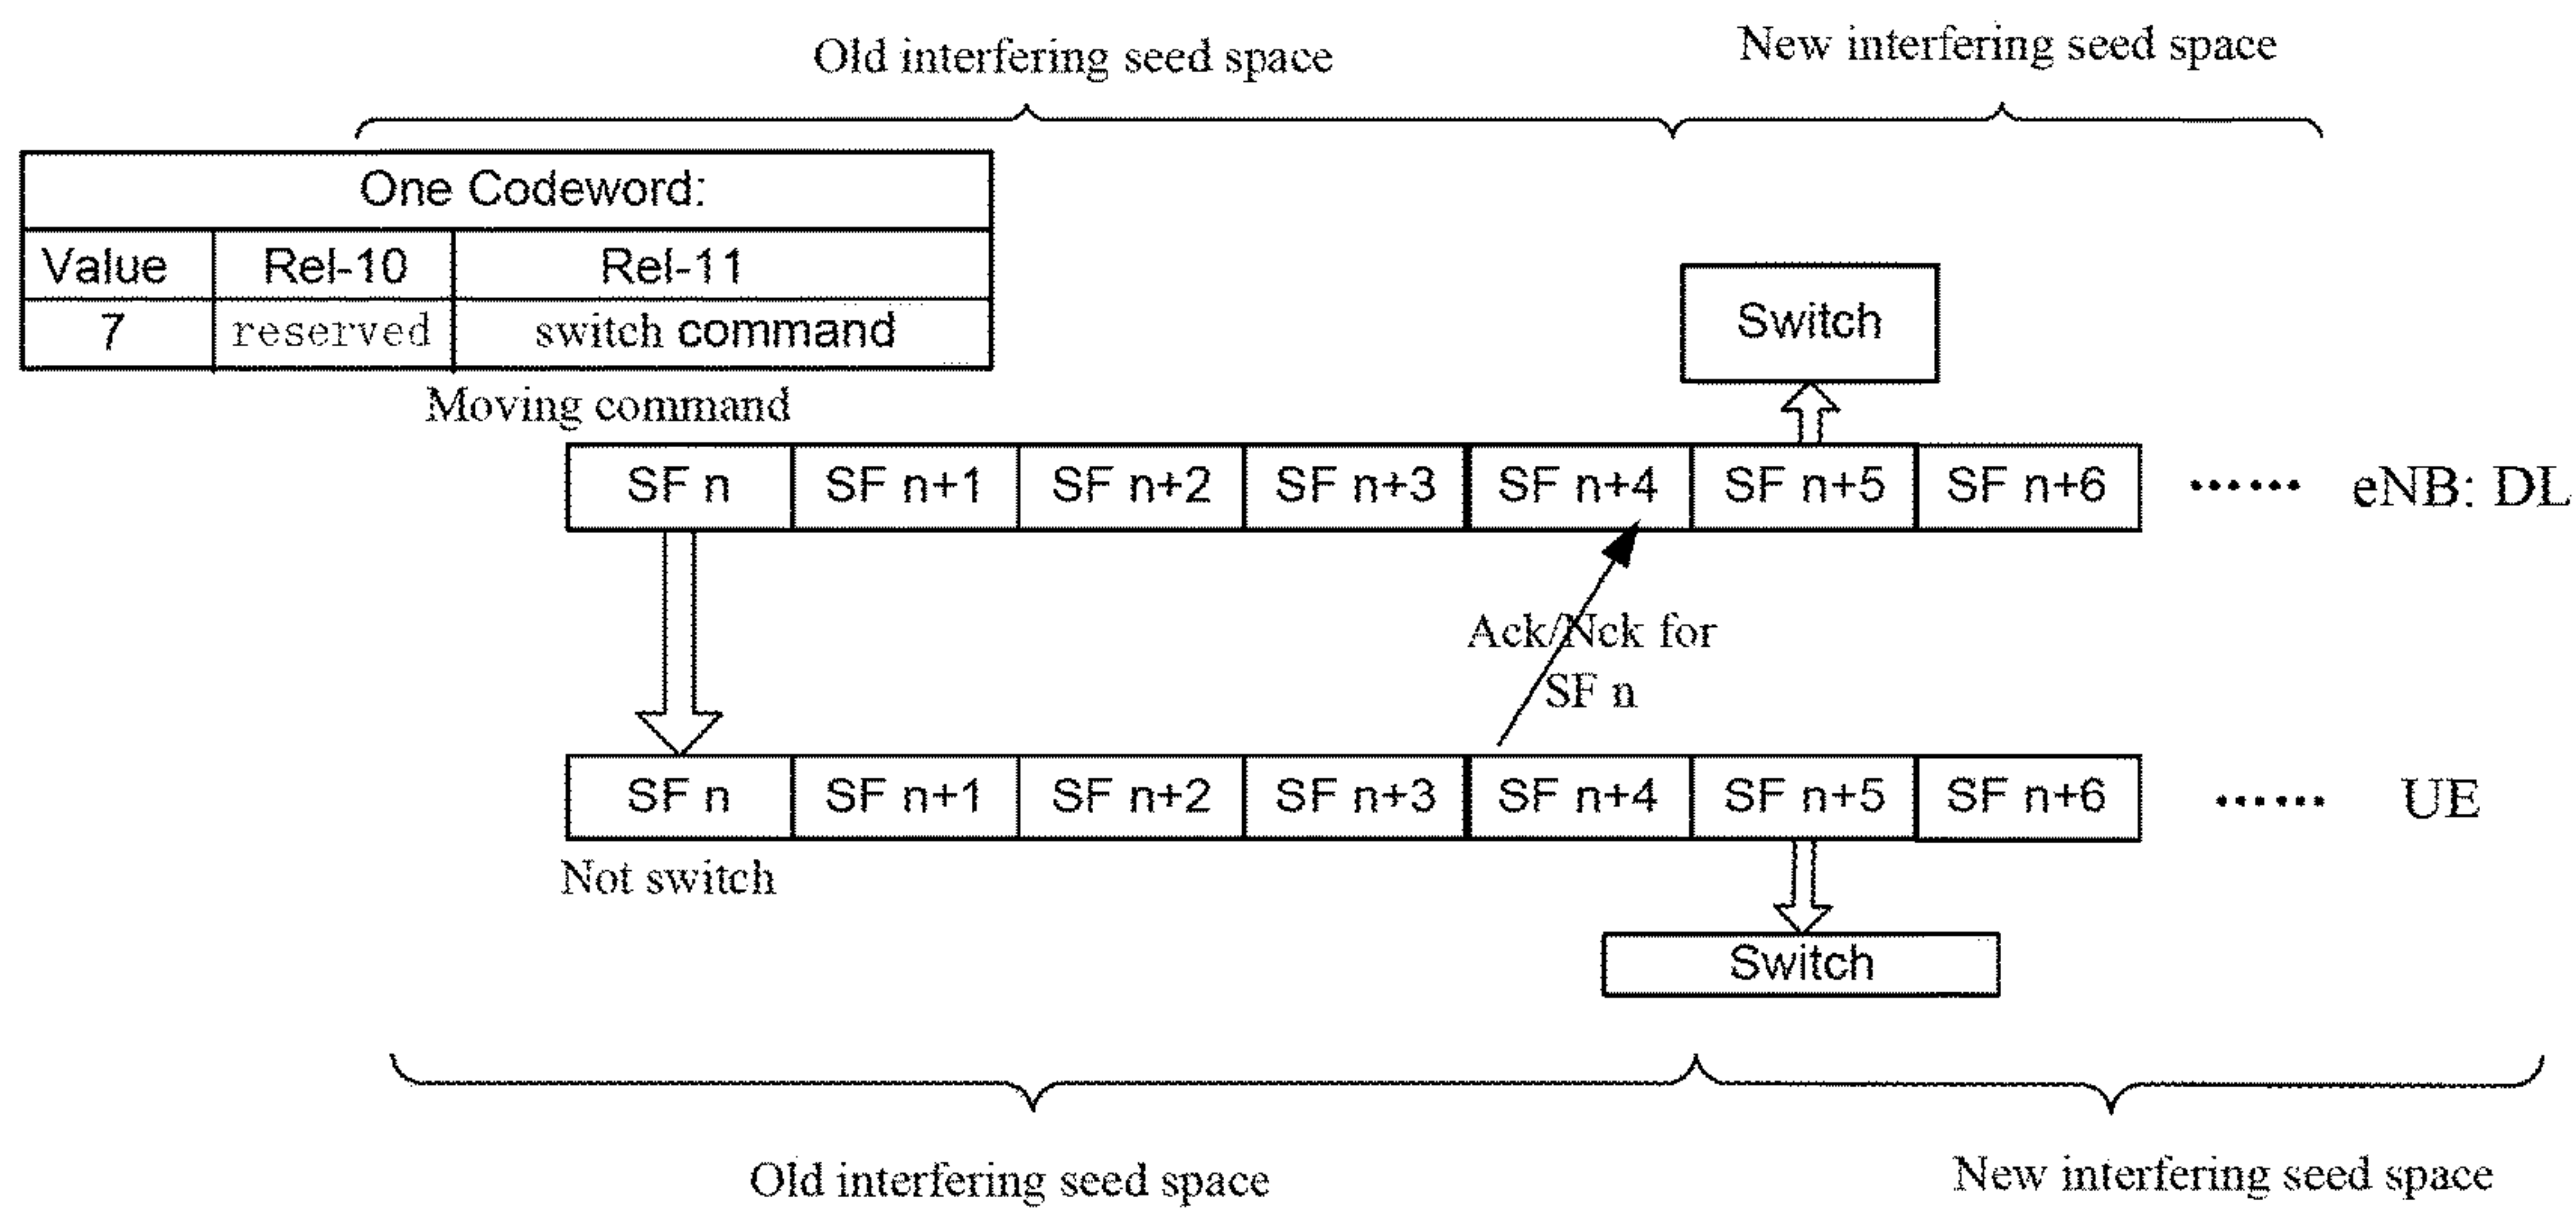 Old interfering seed space
New interfering seed space
One Codeword:
Value Rel-10 Rel-11
7 reserved switch command
Switch
Moving command
SF n SF n+1 SF n+2 SF n+3 SF n+4 SF n+5 SF n+6 ······ eNB: DL
Ack/Nck for
SF n
SF n SF n+1 SF n+2 SF n+3 SF n+4 SF n+5 SF n+6 ······ UE
Not switch
Switch
Old interfering seed space
New interfering seed space